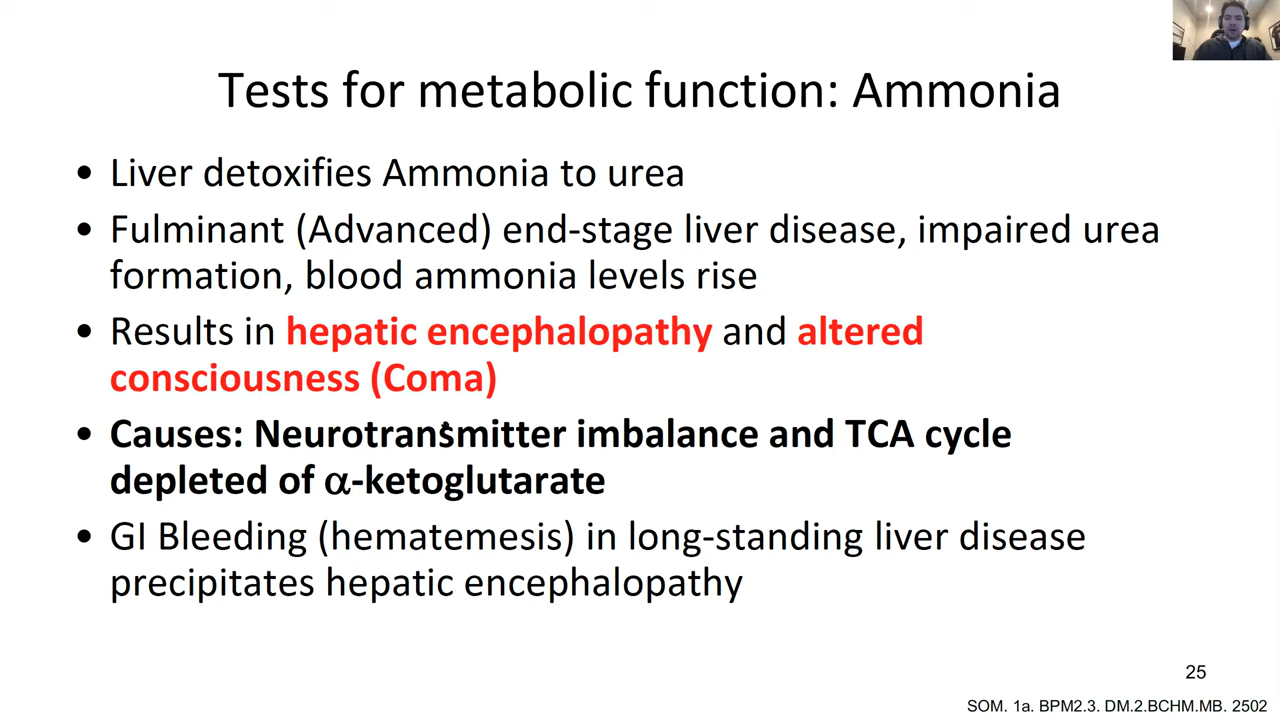 Tests for metabolic function: Ammonia
• Liver detoxifies Ammonia to urea
• Fulminant (Advanced) end-stage liver disease, impaired urea
formation, blood ammonia levels rise
• Results in hepatic encephalopathy and altered
consciousness (Coma)
• Causes: Neurotransmitter imbalance and TCA cycle
depleted of α-ketoglutarate
• GI Bleeding (hematemesis) in long-standing liver disease
precipitates hepatic encephalopathy
25
SOM. 1a. BPM2.3. DM.2.BCHM.MB. 2502